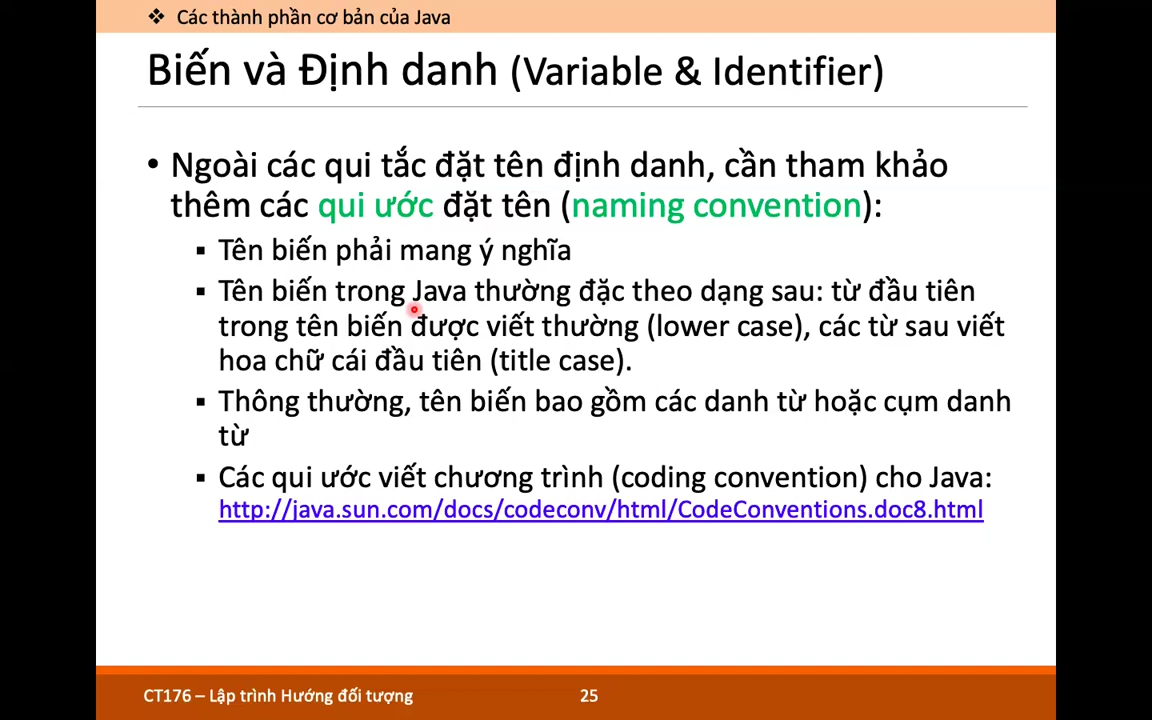 ❖ Các thành phần cơ bản của Java
Biến và Định danh (Variable & Identifier)
• Ngoài các qui tắc đặt tên định danh, cần tham khảo
thêm các qui ước đặt tên (naming convention):
▪ Tên biến phải mang ý nghĩa
▪ Tên biến trong Java thường đặc theo dạng sau: từ đầu tiên
trong tên biến được viết thường (lower case), các từ sau viết
hoa chữ cái đầu tiên (title case).
▪ Thông thường, tên biến bao gồm các danh từ hoặc cụm danh
từ
▪ Các qui ước viết chương trình (coding convention) cho Java:
http://java.sun.com/docs/codeconv/html/CodeConventions.doc8.html
CT176 – Lập trình Hướng đối tượng 25